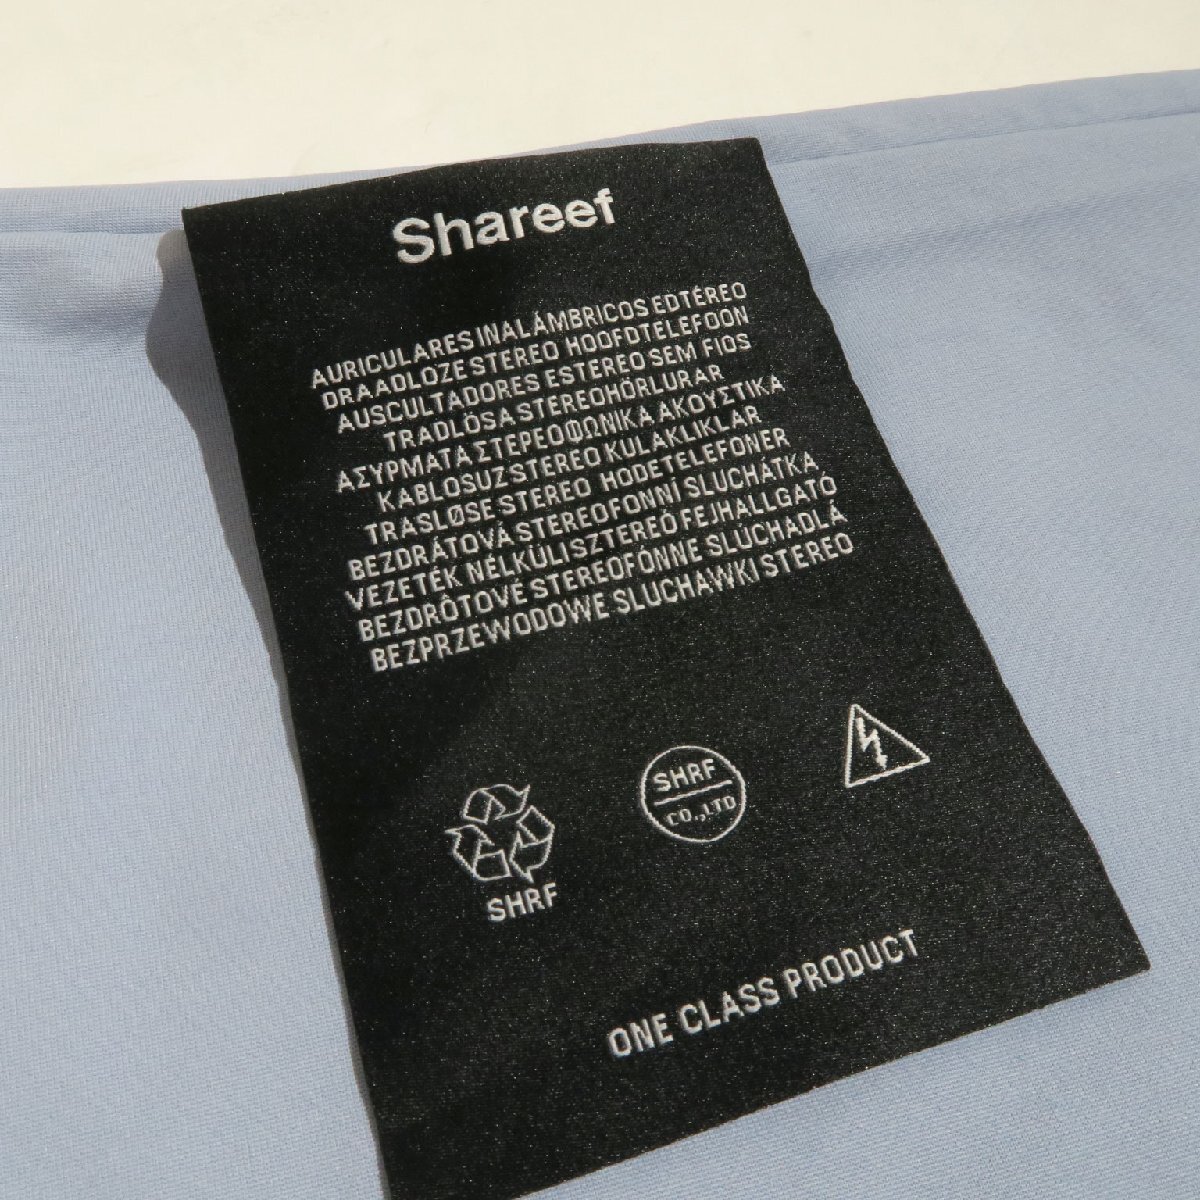 Shareef
AURICULARES INALÁMBRICOS EDTÉREO
DRAADLOZE STEREO HOOFDTELEFOON
AUSCULTADORES ESTEREO SEM FIOS
TRADLÖSA STEREOHÖRLURAR
ΑΣΥΡΜΑΤΑ ΣΤΕΡΕΟΦΩΝΙΚΑ ΑΚΟΥΣΤΙΚΑ
KABLOSUZ STEREO KULAKLIKLAR
TRASLØSE STEREO HODETELEFONER
BEZDRÁTOVÁ STEREOFONNÍ SLUCHÁTKA
VEZETÉK NÉLKÜLI SZTEREÓ FEJHALLGATÓ
BEZDRÔTOVÉ STEREOFÓNNE SLÚCHADLÁ
BEZPRZEWODOWE SLUCHAWKI STEREO
SHRF
CO.,LTD
SHRF
ONE CLASS PRODUCT